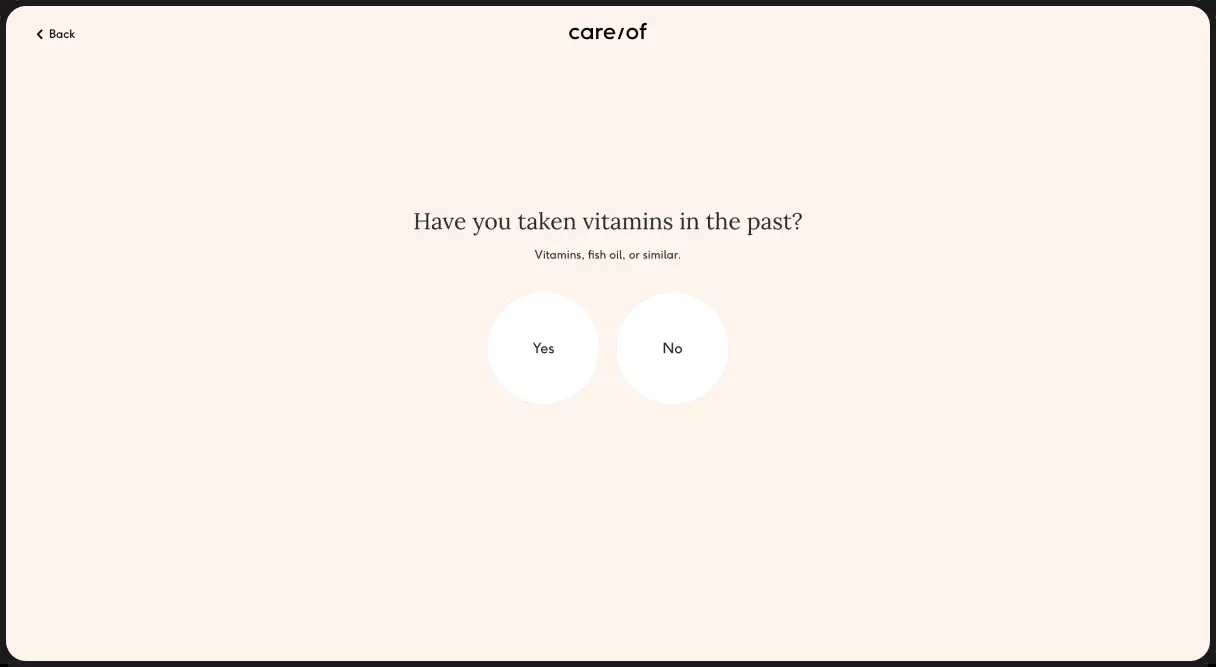 Back
care/of
Have you taken vitamins in the past?
Vitamins, fish oil, or similar.
Yes
No